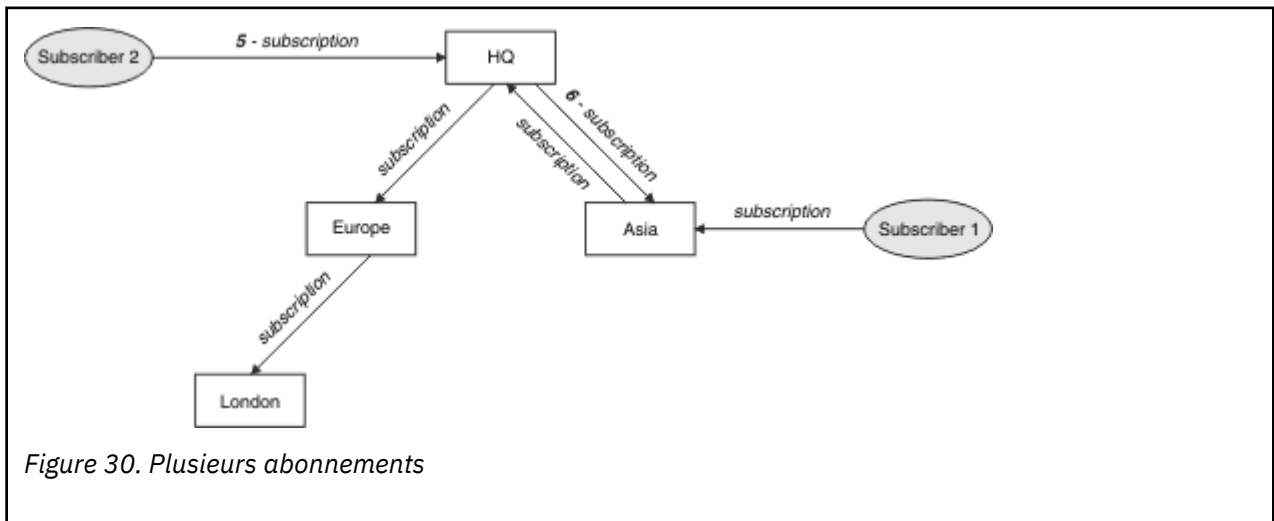 5 - subscription
Subscriber 2
HQ
6 - subscription
subscription
subscription
subscription
Europe
Asia
Subscriber 1
subscription
London
Figure 30. Plusieurs abonnements